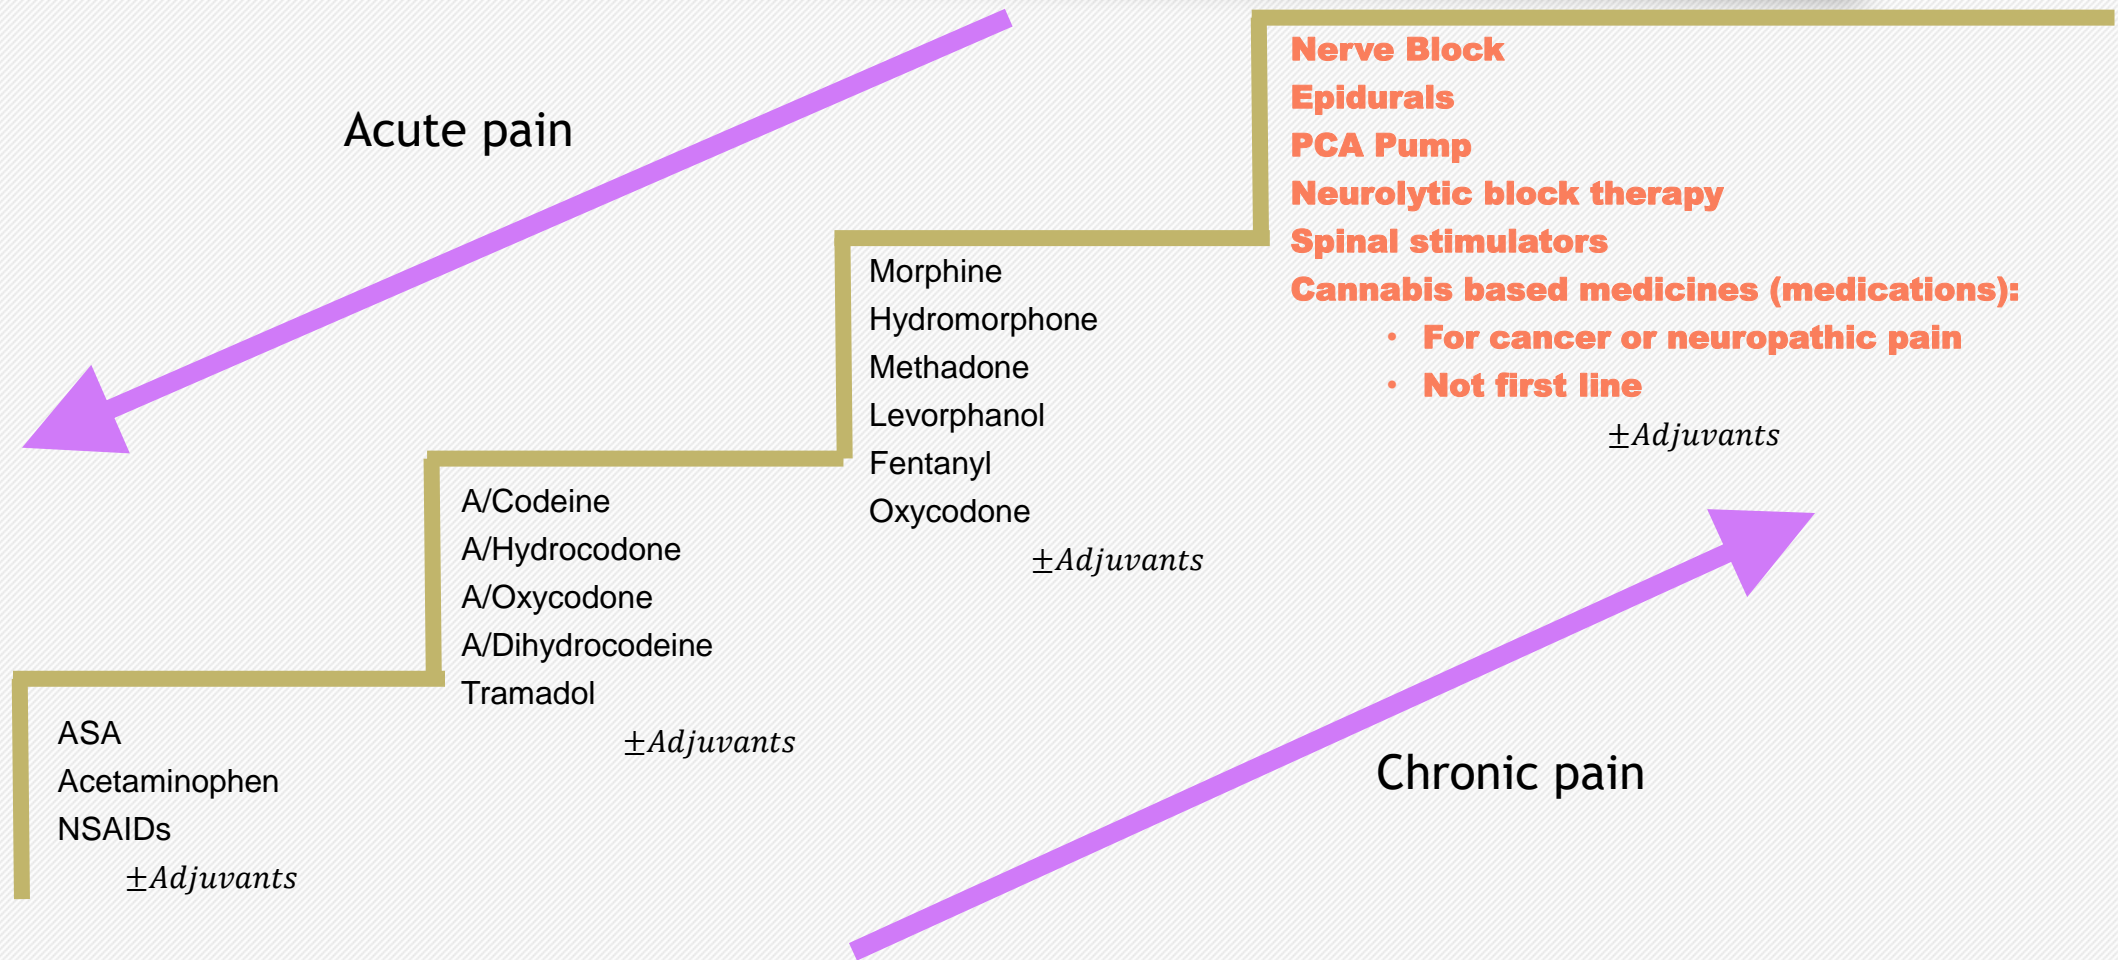 Acute pain
Nerve Block
Epidurals
PCA Pump
Neurolytic block therapy
Spinal stimulators
Cannabis based medicines (medications):
• For cancer or neuropathic pain
• Not first line
±Adjuvants
Morphine
Hydromorphone
Methadone
Levorphanol
Fentanyl
Oxycodone
±Adjuvants
A/Codeine
A/Hydrocodone
A/Oxycodone
A/Dihydrocodeine
Tramadol
±Adjuvants
ASA
Acetaminophen
NSAIDs
±Adjuvants
Chronic pain